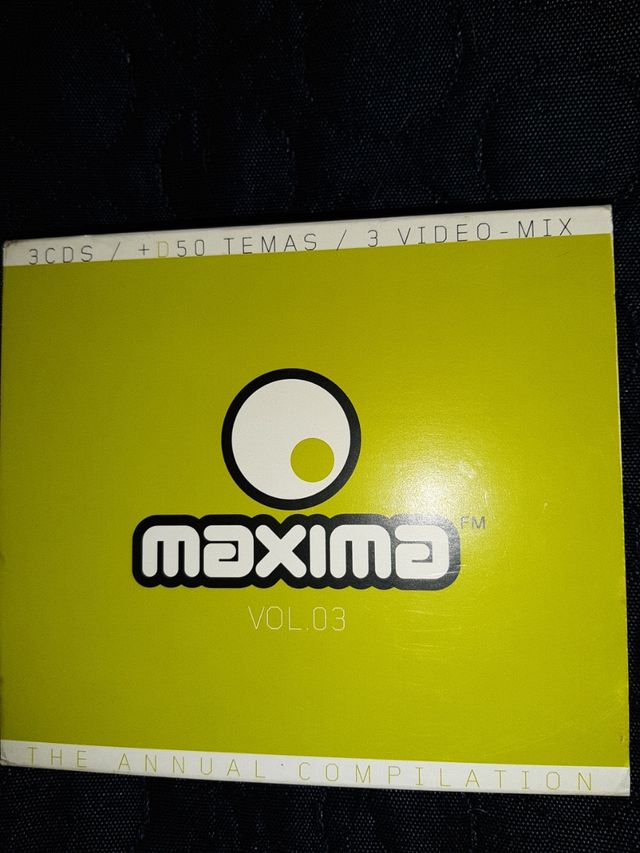 3CDS / +D50 TEMAS / 3 VIDEO-MIX
maxima FM
VOL.03
THE ANNUAL COMPILATION